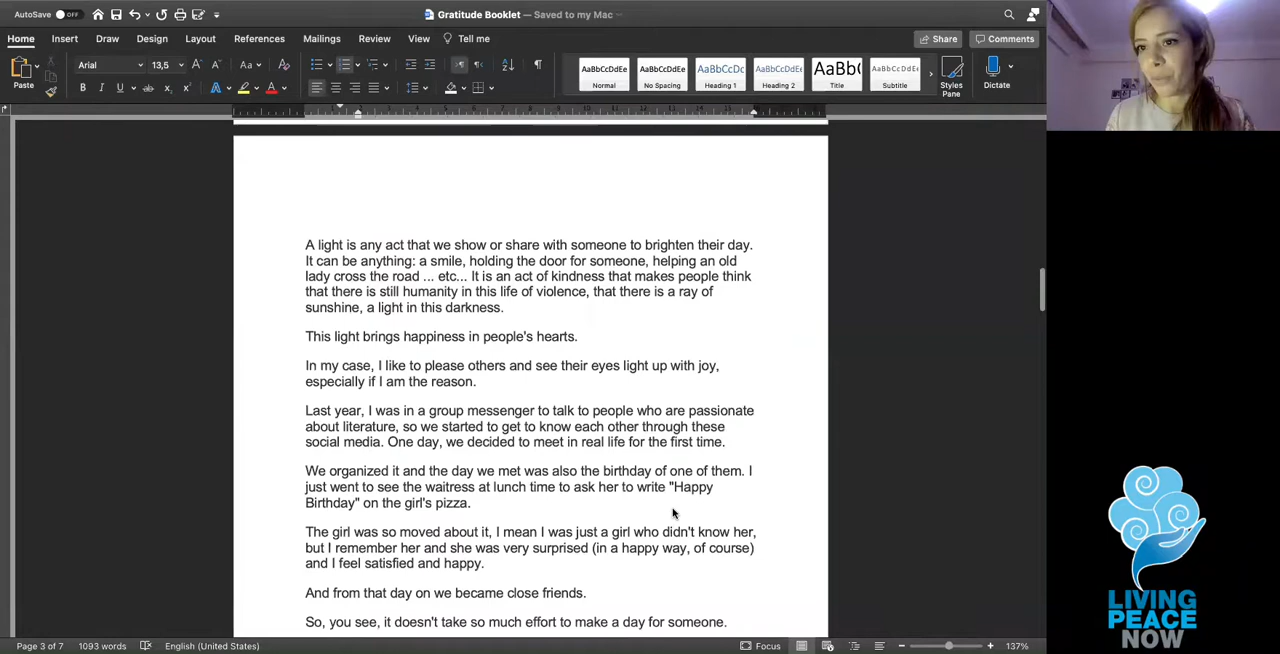 AutoSave OFF Gratitude Booklet — Saved to my Mac
Home Insert Draw Design Layout References Mailings Review View Tell me Share Comments
Paste Arial 13,5 Aa AaBbCcDdEe Normal AaBbCcDdEe No Spacing AaBbCcDc Heading 1 AaBbCcDdEe Heading 2 AaBb( Title AaBbCcDdEe Subtitle Styles Pane Dictate
A light is any act that we show or share with someone to brighten their day.
It can be anything: a smile, holding the door for someone, helping an old
lady cross the road ... etc... It is an act of kindness that makes people think
that there is still humanity in this life of violence, that there is a ray of
sunshine, a light in this darkness.
This light brings happiness in people's hearts.
In my case, I like to please others and see their eyes light up with joy,
especially if I am the reason.
Last year, I was in a group messenger to talk to people who are passionate
about literature, so we started to get to know each other through these
social media. One day, we decided to meet in real life for the first time.
We organized it and the day we met was also the birthday of one of them. I
just went to see the waitress at lunch time to ask her to write "Happy
Birthday" on the girl's pizza.
The girl was so moved about it, I mean I was just a girl who didn't know her,
but I remember her and she was very surprised (in a happy way, of course)
and I feel satisfied and happy.
And from that day on we became close friends.
So, you see, it doesn't take so much effort to make a day for someone.
Page 3 of 7 1093 words English (United States) Focus 137%
LIVING
PEACE
NOW